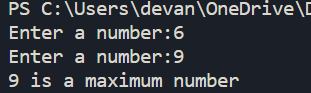 PS C:\Users\devan\OneDrive\D
Enter a number:6
Enter a number:9
9 is a maximum number